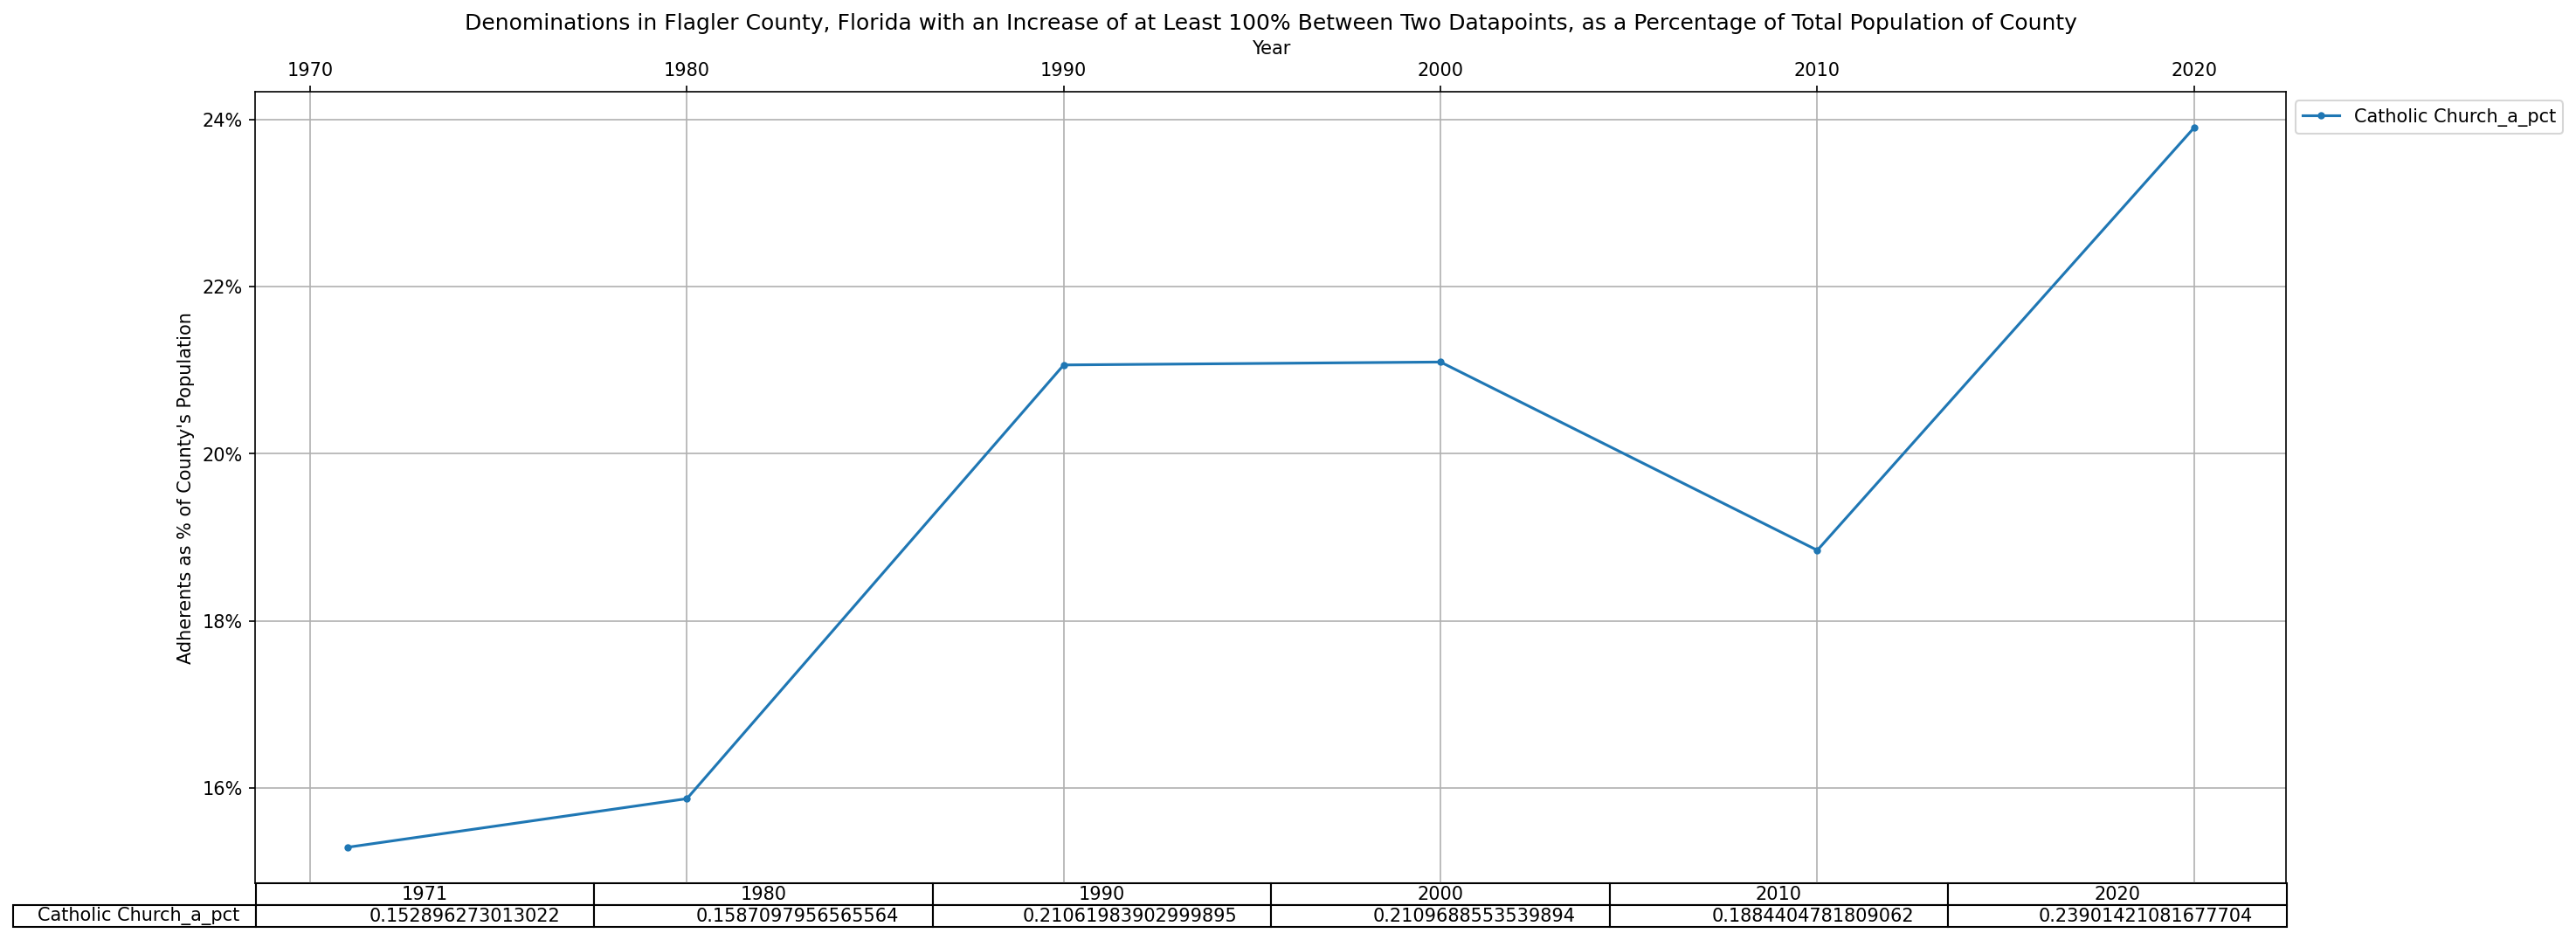 Denominations in Flagler County, Florida with an Increase of at Least 100% Between Two Datapoints, as a Percentage of Total Population of County
Year
1970 1980 1990 2000 2010 2020
Catholic Church_a_pct
24%
22%
20%
18%
16%
Adherents as % of County's Population
1971 1980 1990 2000 2010 2020
Catholic Church_a_pct 0.152896273013022 0.1587097956565564 0.21061983902999895 0.2109688553539894 0.1884404781809062 0.23901421081677704